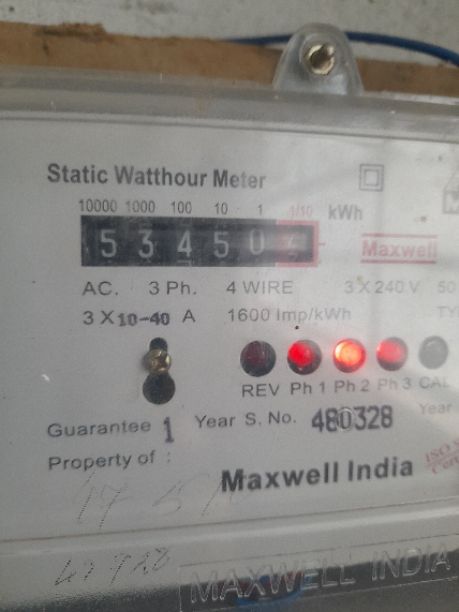 Static Watthour Meter
10000 1000 100 10 1 1/10 kWh
5 3 4 5 0
Maxwell
AC. 3 Ph. 4 WIRE 3 X 240 V 50
3 X 10-40 A 1600 Imp/kWh
REV Ph 1 Ph 2 Ph 3 CAL
Guarantee 1 Year S. No. 480328 Year
Property of :
Maxwell India
MAXWELL INDIA